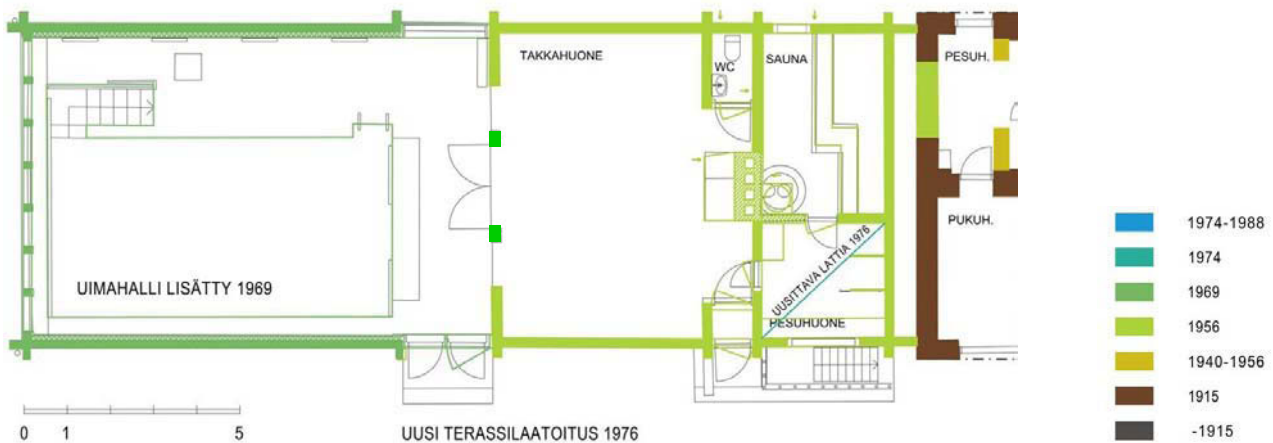 TAKKAHUONE
WC
SAUNA
PESUH.
PUKUH.
UIMAHALLI LISÄTTY 1969
UUSITTAVA LATTIA 1976
PESUHUONE
0 1 5
UUSI TERASSILAATOITUS 1976
1974-1988
1974
1969
1956
1940-1956
1915
-1915